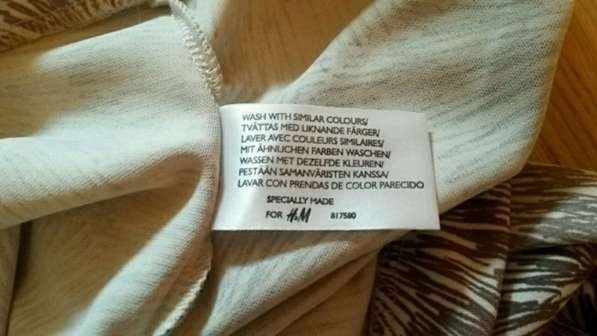 WASH WITH SIMILAR COLOURS/
TVÄTTAS MED LIKNANDE FÄRGER/
LAVER AVEC COULEURS SIMILAIRES/
MIT ÄHNLICHEN FARBEN WASCHEN/
WASSEN MET DEZELFDE KLEUREN/
PESTÄÄN SAMANVÄRISTEN KANSSA/
LAVAR CON PRENDAS DE COLOR PARECIDO
SPECIALLY MADE
FOR H&M 817580